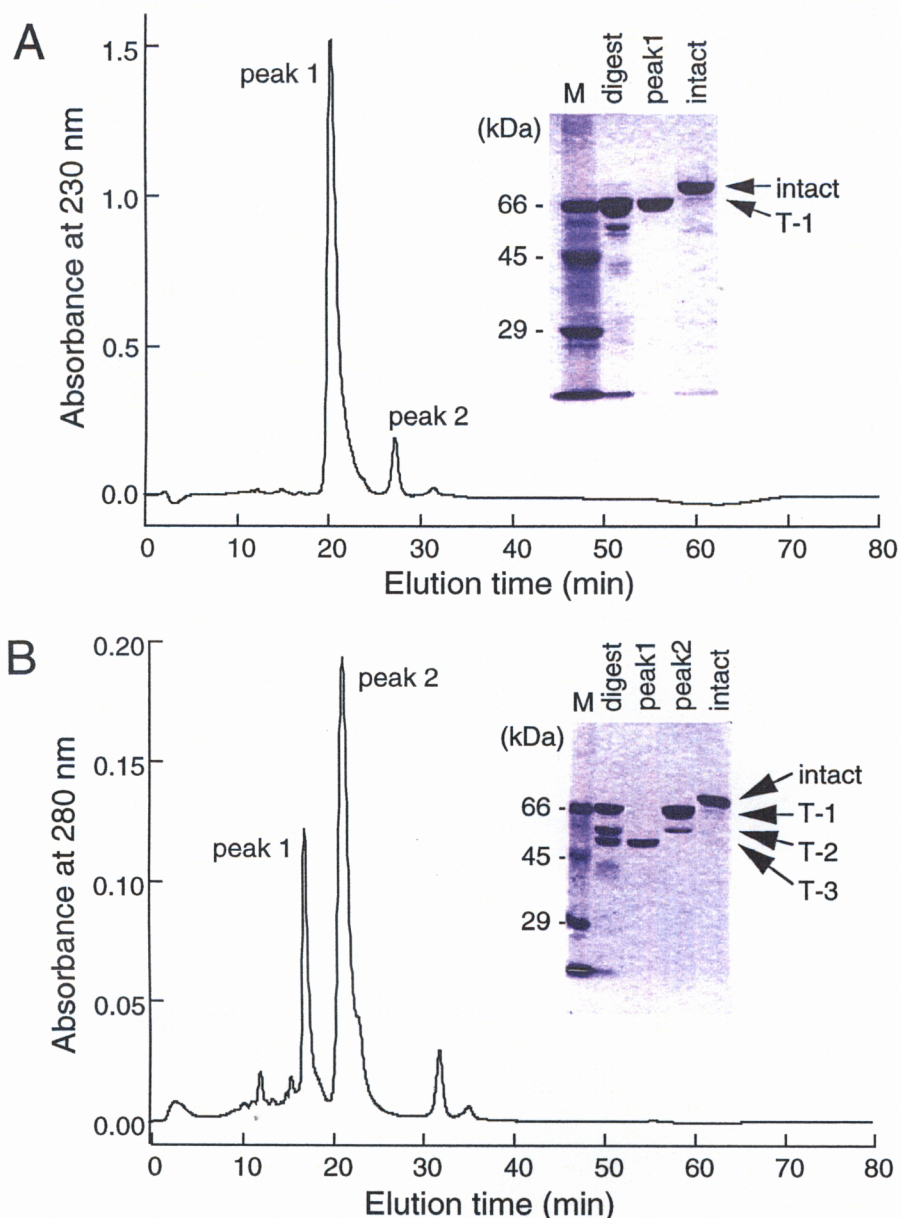 A
Absorbance at 230 nm
1.5
1.0
0.5
0.0
peak 1
peak 2
0 10 20 30 40 50 60 70 80
Elution time (min)
M digest peak1 intact
(kDa)
66 -
45 -
29 -
intact
T-1
B
Absorbance at 280 nm
0.20
0.15
0.10
0.05
0.00
peak 1
peak 2
0 10 20 30 40 50 60 70 80
Elution time (min)
M digest peak1 peak2 intact
(kDa)
66 -
45 -
29 -
intact
T-1
T-2
T-3